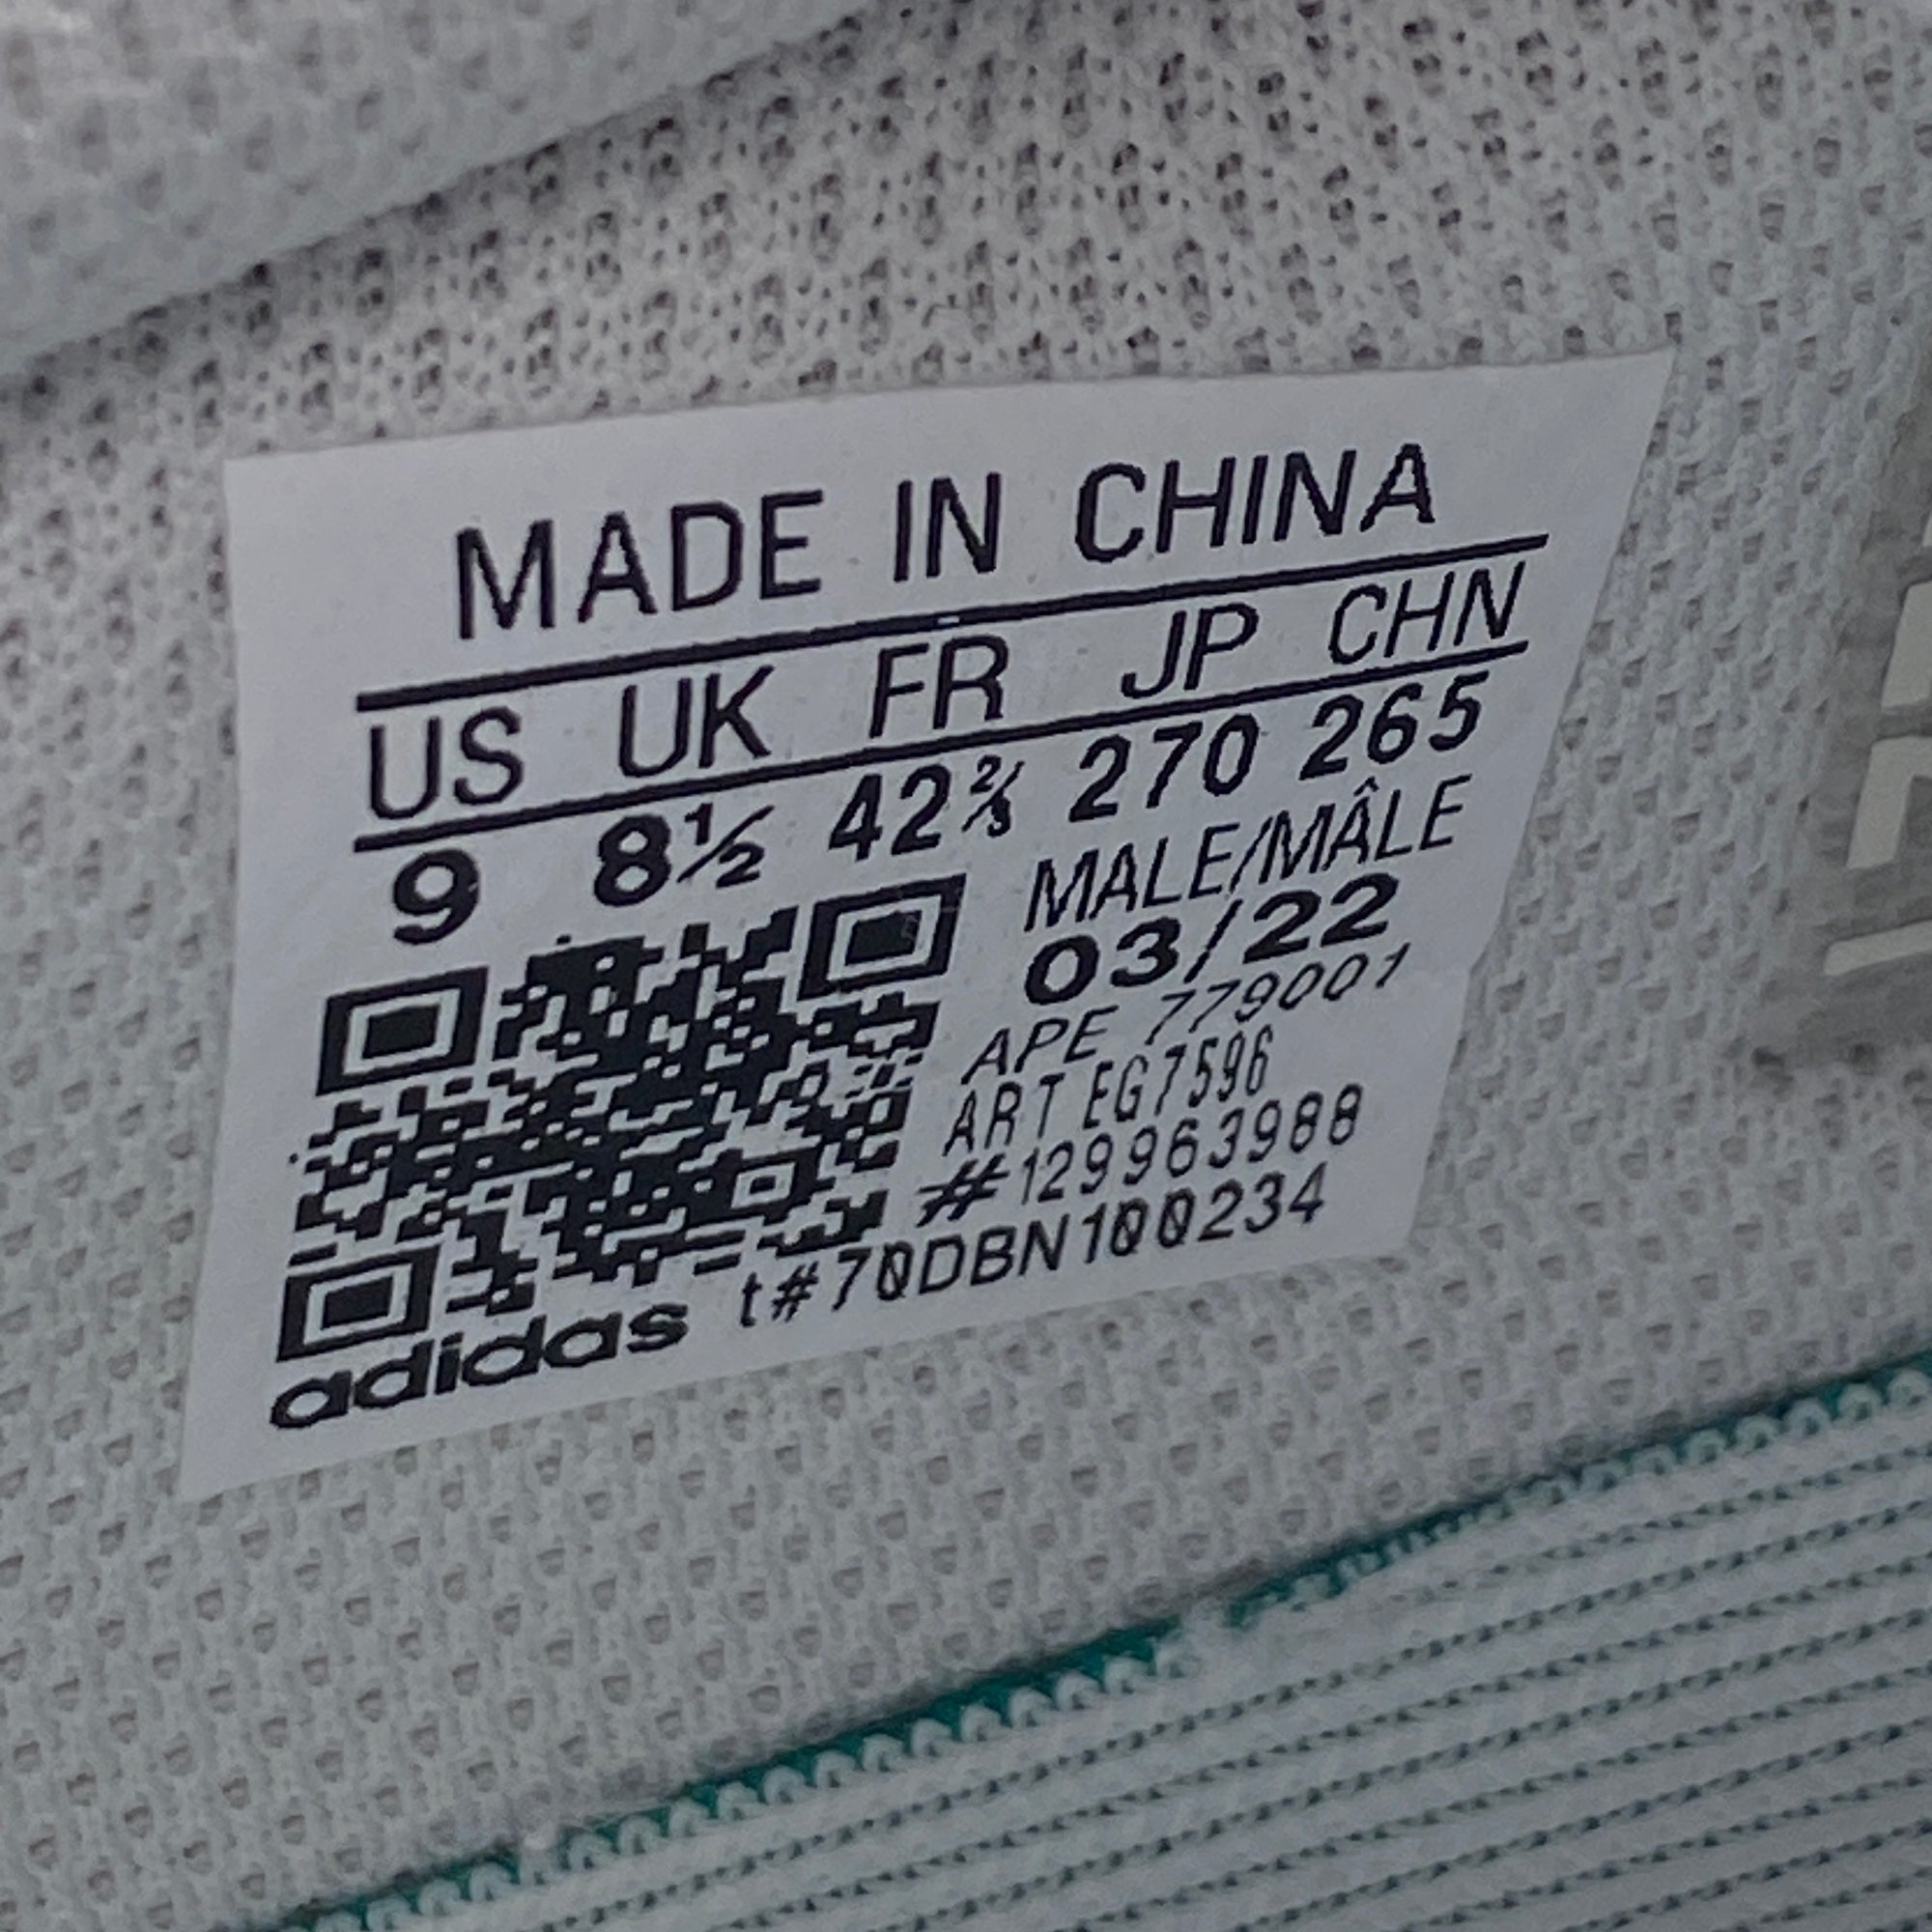 MADE IN CHINA
US UK FR JP CHN
9 8½ 42⅔ 270 265
MALE/MÂLE
03/22
APE 779001
ART EG7596
#129963988
adidas t#70DBN100234